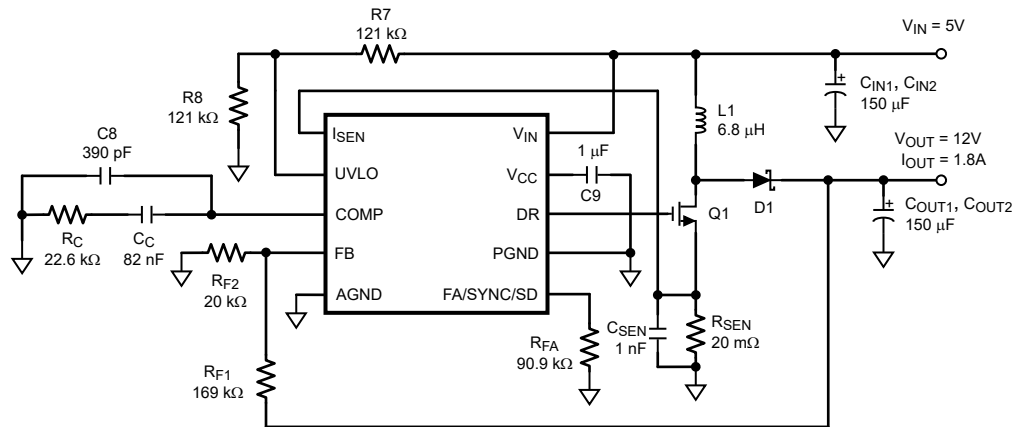 R7
121 kΩ
V_IN = 5V
R8
121 kΩ
C_IN1, C_IN2
150 μF
L1
6.8 μH
C8
390 pF
I_SEN
V_IN
1 μF
V_OUT = 12V
I_OUT = 1.8A
UVLO
V_CC
C9
D1
COMP
DR
Q1
C_OUT1, C_OUT2
150 μF
R_C
22.6 kΩ
C_C
82 nF
FB
PGND
R_F2
20 kΩ
AGND
FA/SYNC/SD
C_SEN
1 nF
R_SEN
20 mΩ
R_FA
90.9 kΩ
R_F1
169 kΩ
+
+